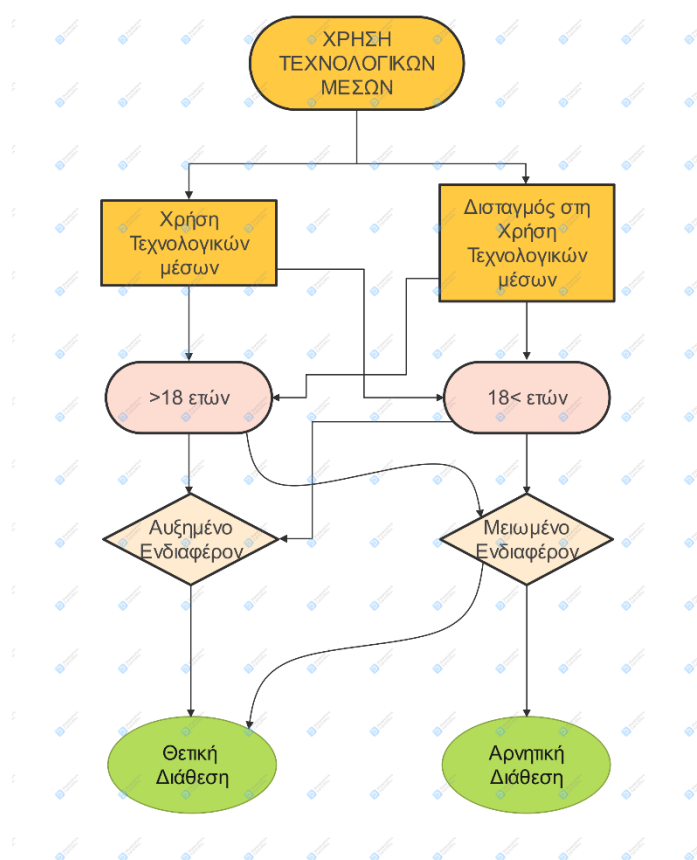 ΧΡΗΣΗ
ΤΕΧΝΟΛΟΓΙΚΩΝ
ΜΕΣΩΝ
Χρήση
Τεχνολογικών
μέσων
Δισταγμός στη
Χρήση
Τεχνολογικών
μέσων
>18 ετών
18< ετών
Αυξημένο
Ενδιαφέρον
Μειωμένο
Ενδιαφέρον
Θετική
Διάθεση
Αρνητική
Διάθεση